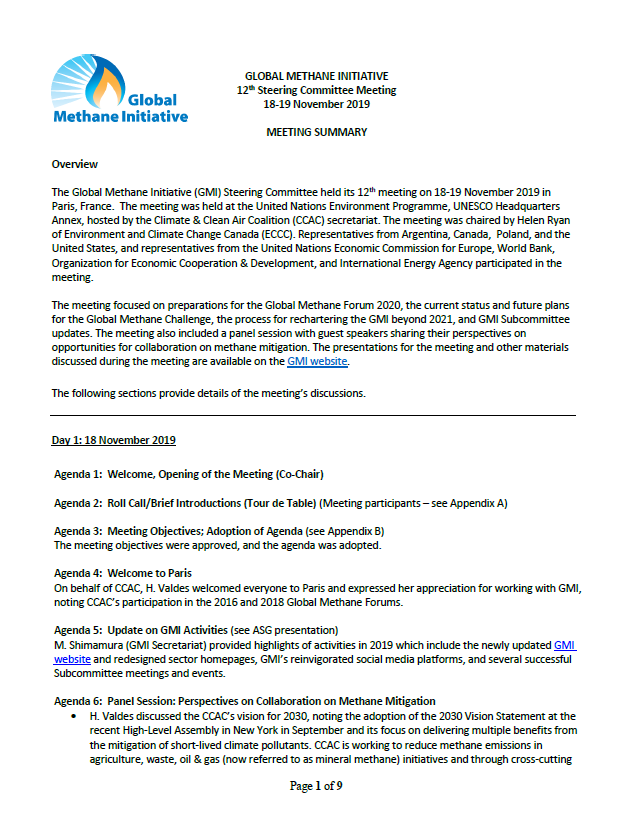 Global
Methane Initiative
GLOBAL METHANE INITIATIVE
12th Steering Committee Meeting
18-19 November 2019
MEETING SUMMARY
Overview
The Global Methane Initiative (GMI) Steering Committee held its 12th meeting on 18-19 November 2019 in
Paris, France. The meeting was held at the United Nations Environment Programme, UNESCO Headquarters
Annex, hosted by the Climate & Clean Air Coalition (CCAC) secretariat. The meeting was chaired by Helen Ryan
of Environment and Climate Change Canada (ECCC). Representatives from Argentina, Canada, Poland, and the
United States, and representatives from the United Nations Economic Commission for Europe, World Bank,
Organization for Economic Cooperation & Development, and International Energy Agency participated in the
meeting.
The meeting focused on preparations for the Global Methane Forum 2020, the current status and future plans
for the Global Methane Challenge, the process for rechartering the GMI beyond 2021, and GMI Subcommittee
updates. The meeting also included a panel session with guest speakers sharing their perspectives on
opportunities for collaboration on methane mitigation. The presentations for the meeting and other materials
discussed during the meeting are available on the GMI website.
The following sections provide details of the meeting's discussions.
Day 1: 18 November 2019
Agenda 1: Welcome, Opening of the Meeting (Co-Chair)
Agenda 2: Roll Call/Brief Introductions (Tour de Table) (Meeting participants – see Appendix A)
Agenda 3: Meeting Objectives; Adoption of Agenda (see Appendix B)
The meeting objectives were approved, and the agenda was adopted.
Agenda 4: Welcome to Paris
On behalf of CCAC, H. Valdes welcomed everyone to Paris and expressed her appreciation for working with GMI,
noting CCAC's participation in the 2016 and 2018 Global Methane Forums.
Agenda 5: Update on GMI Activities (see ASG presentation)
M. Shimamura (GMI Secretariat) provided highlights of activities in 2019 which include the newly updated GMI
website and redesigned sector homepages, GMI's reinvigorated social media platforms, and several successful
Subcommittee meetings and events.
Agenda 6: Panel Session: Perspectives on Collaboration on Methane Mitigation
• H. Valdes discussed the CCAC's vision for 2030, noting the adoption of the 2030 Vision Statement at the
recent High-Level Assembly in New York in September and its focus on delivering multiple benefits from
the mitigation of short-lived climate pollutants. CCAC is working to reduce methane emissions in
agriculture, waste, oil & gas (now referred to as mineral methane) initiatives and through cross-cutting
Page 1 of 9